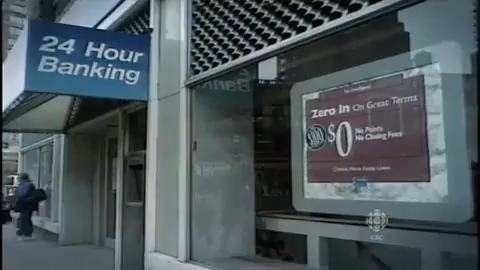 24 Hour
Banking
Zero In On Great Terms
$0
No Points
No Closing Fees
CBC